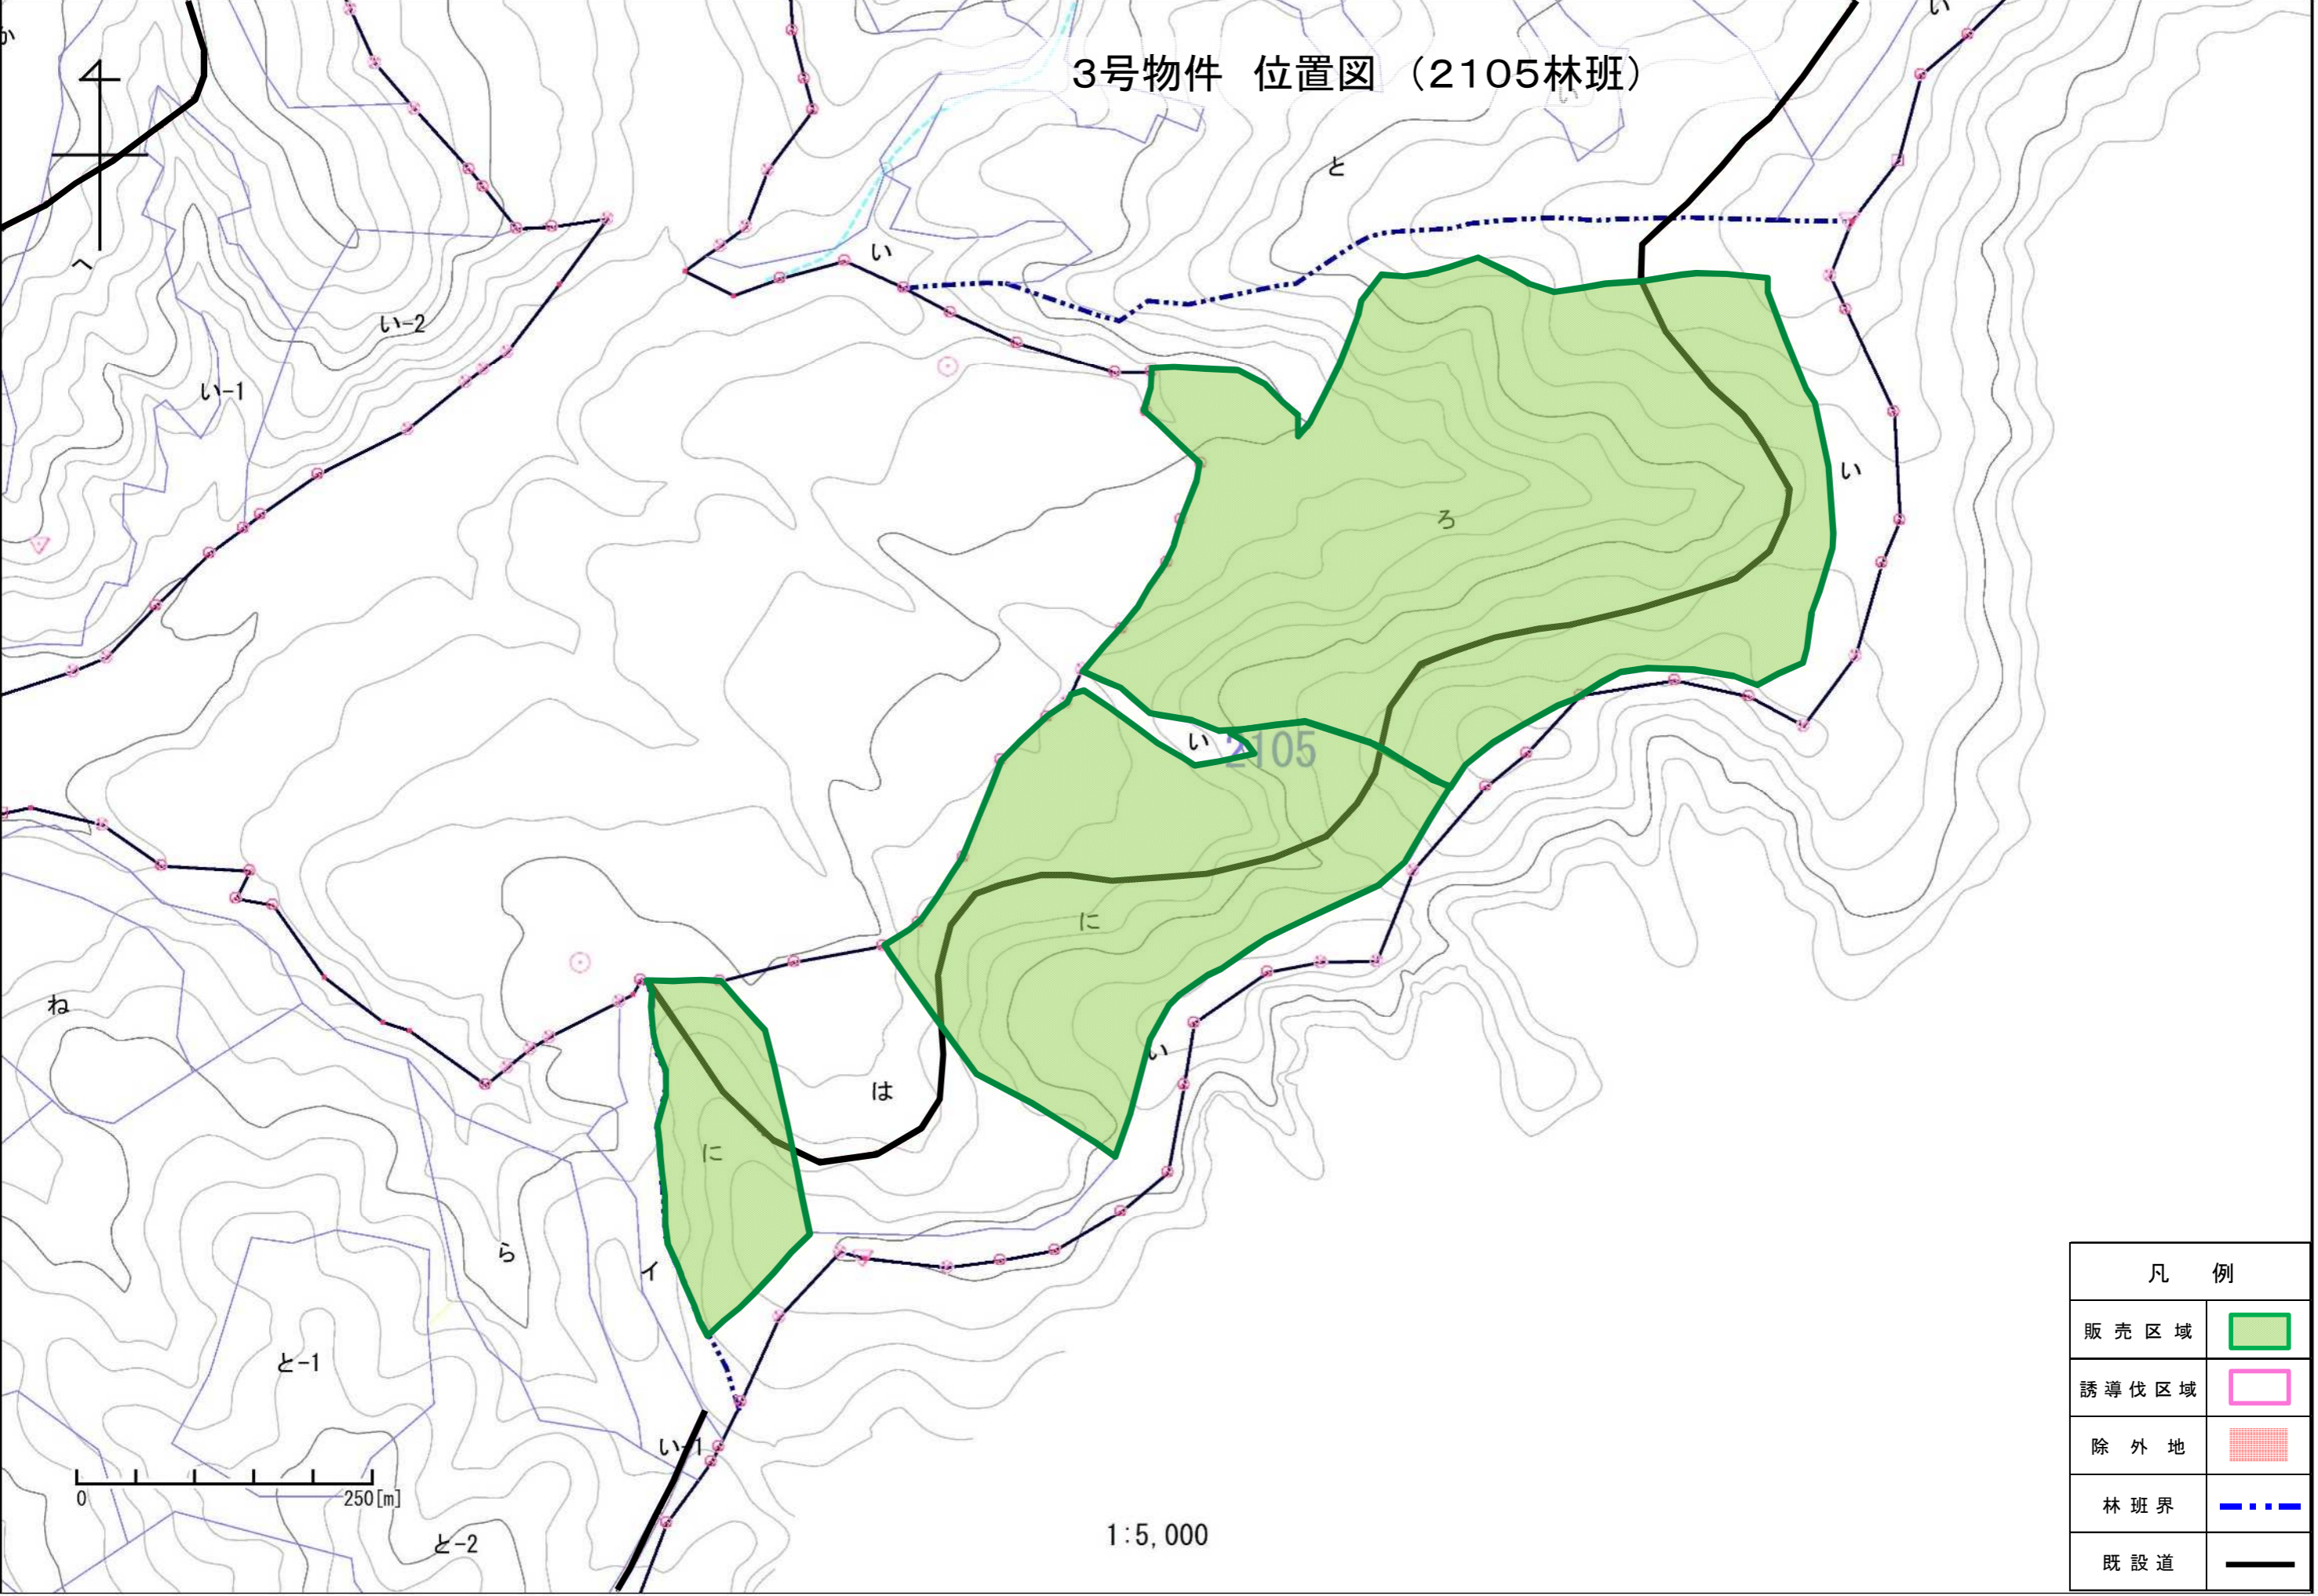 3号物件 位置図（2105林班）
か
い
い
と
へ
い
い-2
い-1
い
ろ
い
2105
に
ね
い
は
に
ら
イ
と-1
い-1
0 250[m]
と-2
1:5,000
凡 例
販売区域
誘導伐区域
除外地
林班界
既設道